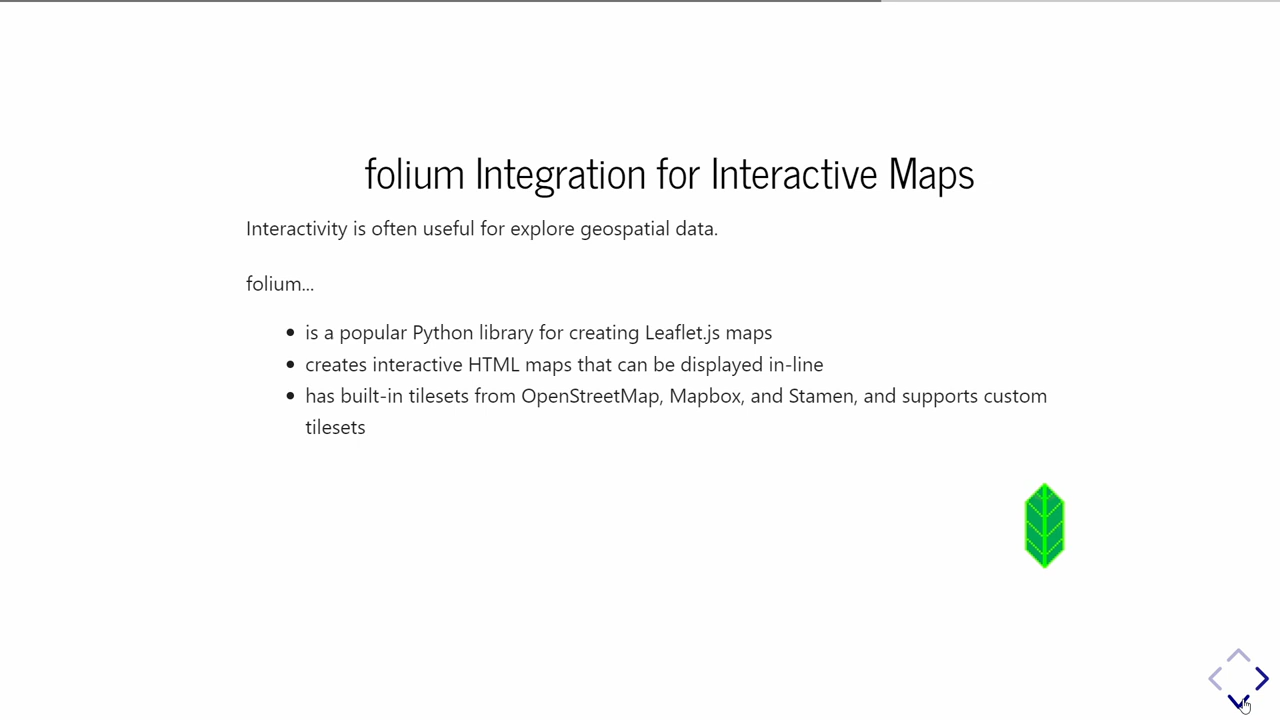 folium Integration for Interactive Maps
Interactivity is often useful for explore geospatial data.
folium...
is a popular Python library for creating Leaflet.js maps
creates interactive HTML maps that can be displayed in-line
has built-in tilesets from OpenStreetMap, Mapbox, and Stamen, and supports custom
tilesets